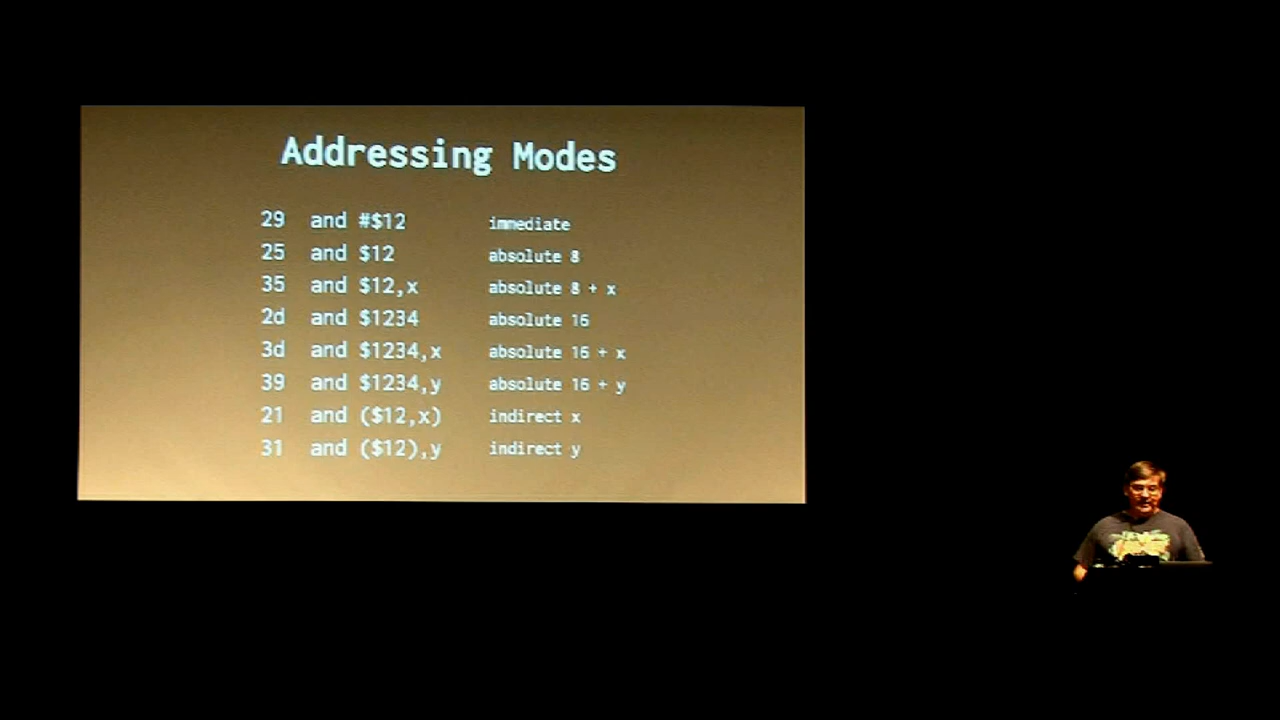 Addressing Modes
29 and #$12 immediate
25 and $12 absolute 8
35 and $12,x absolute 8 + x
2d and $1234 absolute 16
3d and $1234,x absolute 16 + x
39 and $1234,y absolute 16 + y
21 and ($12,x) indirect x
31 and ($12),y indirect y